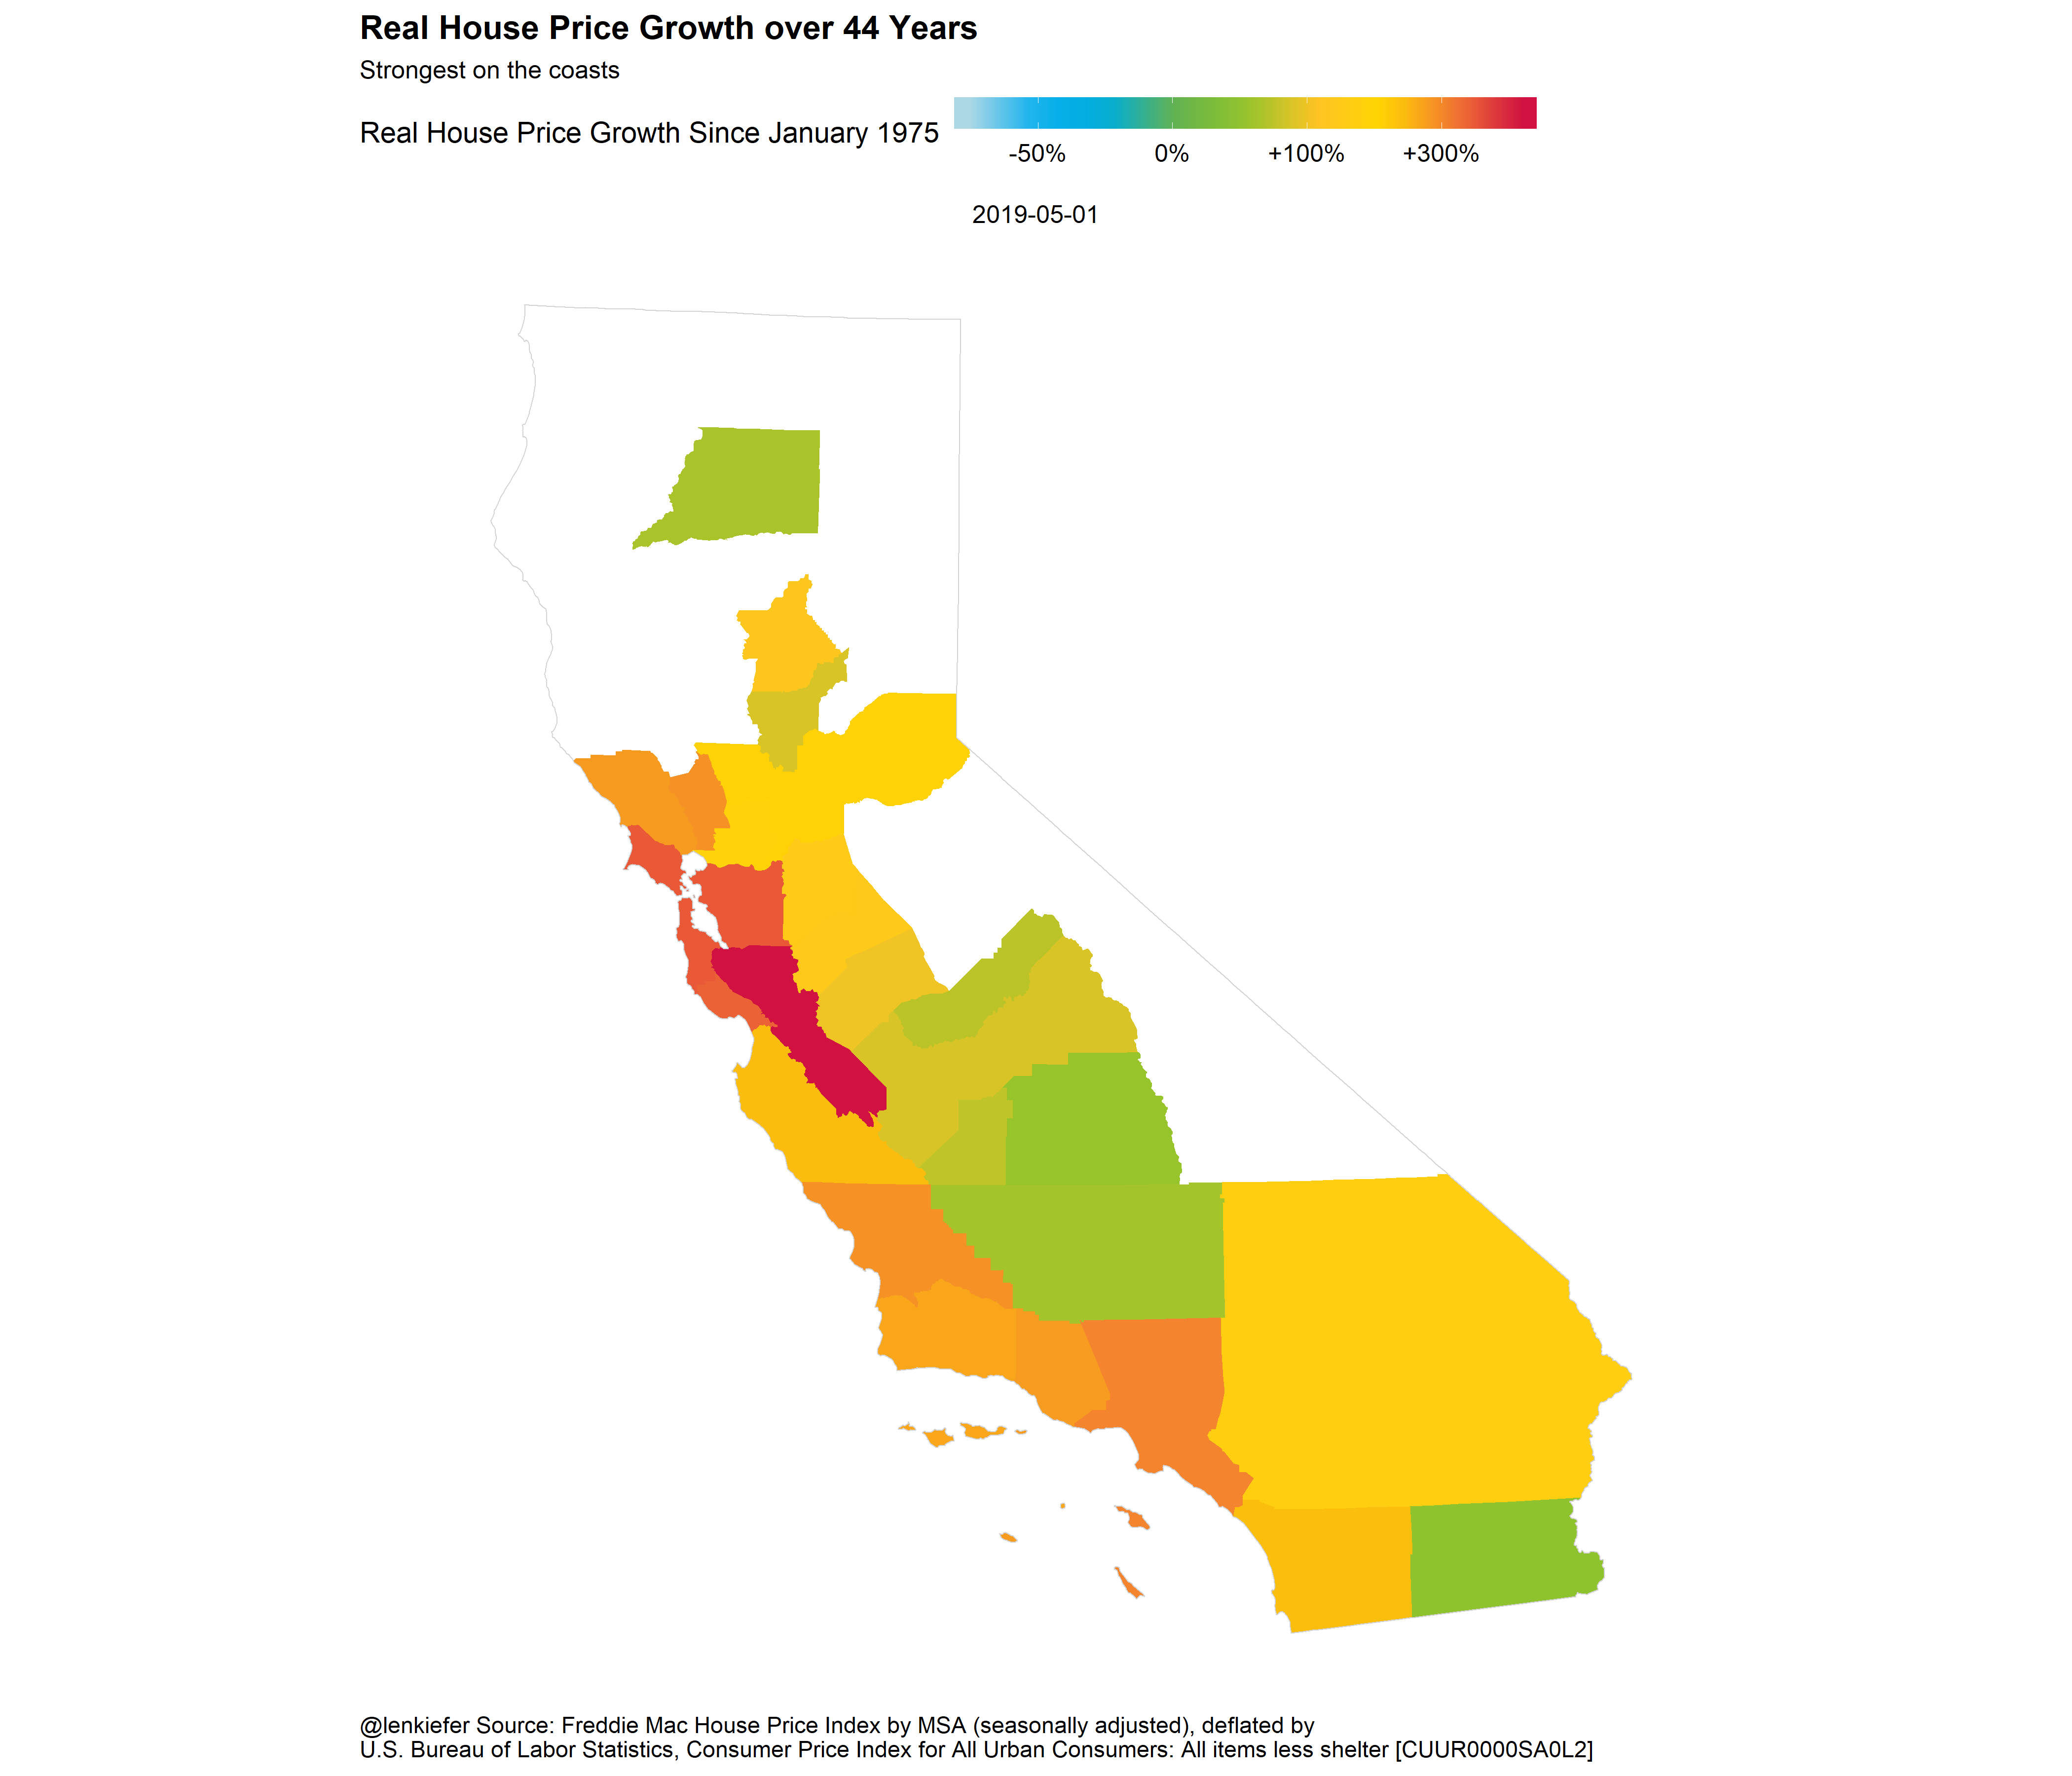 Real House Price Growth over 44 Years
Strongest on the coasts
Real House Price Growth Since January 1975
-50% 0% +100% +300%
2019-05-01
@lenkiefer Source: Freddie Mac House Price Index by MSA (seasonally adjusted), deflated by
U.S. Bureau of Labor Statistics, Consumer Price Index for All Urban Consumers: All items less shelter [CUUR0000SA0L2]